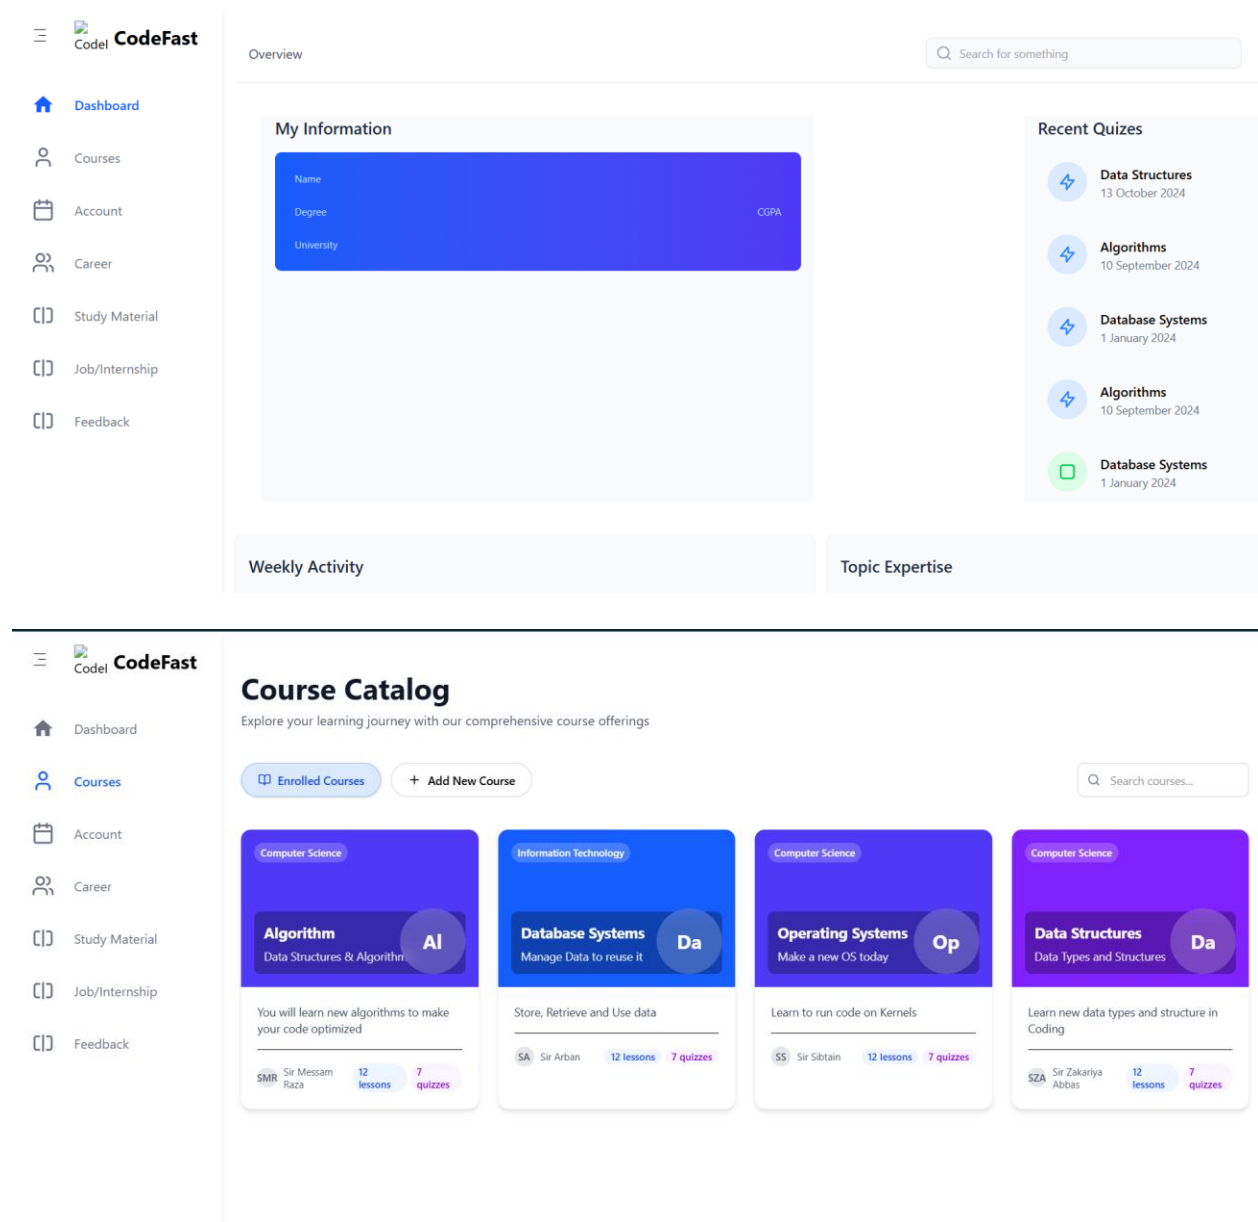 Codel CodeFast
Overview
Search for something
Dashboard
Courses
Account
Career
Study Material
Job/Internship
Feedback
My Information
Name
Degree
CGPA
University
Recent Quizes
Data Structures
13 October 2024
Algorithms
10 September 2024
Database Systems
1 January 2024
Algorithms
10 September 2024
Database Systems
1 January 2024
Weekly Activity
Topic Expertise
Codel CodeFast
Dashboard
Courses
Account
Career
Study Material
Job/Internship
Feedback
Course Catalog
Explore your learning journey with our comprehensive course offerings
Enrolled Courses
+ Add New Course
Search courses...
Computer Science
Algorithm
Data Structures & Algorithm
Al
You will learn new algorithms to make
your code optimized
SMR
Sir Messam
Raza
12
lessons
7
quizzes
Information Technology
Database Systems
Manage Data to reuse it
Da
Store, Retrieve and Use data
SA
Sir Arban
12 lessons
7 quizzes
Computer Science
Operating Systems
Make a new OS today
Op
Learn to run code on Kernels
SS
Sir Sibtain
12 lessons
7 quizzes
Computer Science
Data Structures
Data Types and Structures
Da
Learn new data types and structure in
Coding
SZA
Sir Zakariya
Abbas
12
lessons
7
quizzes